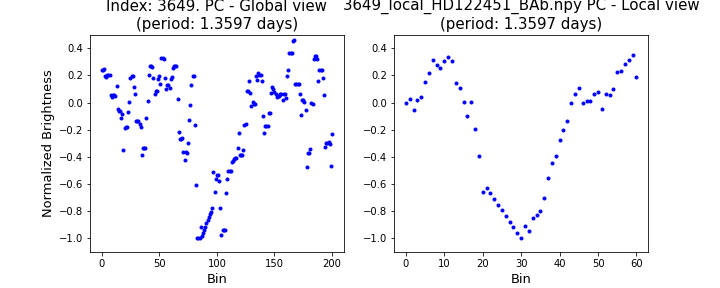 Index: 3649. PC - Global view
(period: 1.3597 days)
3649_local_HD122451_BAb.npy PC - Local view
(period: 1.3597 days)
Normalized Brightness
0.4
0.2
0.0
−0.2
−0.4
−0.6
−0.8
−1.0
0 50 100 150 200
Bin
0.4
0.2
0.0
−0.2
−0.4
−0.6
−0.8
−1.0
0 10 20 30 40 50 60
Bin